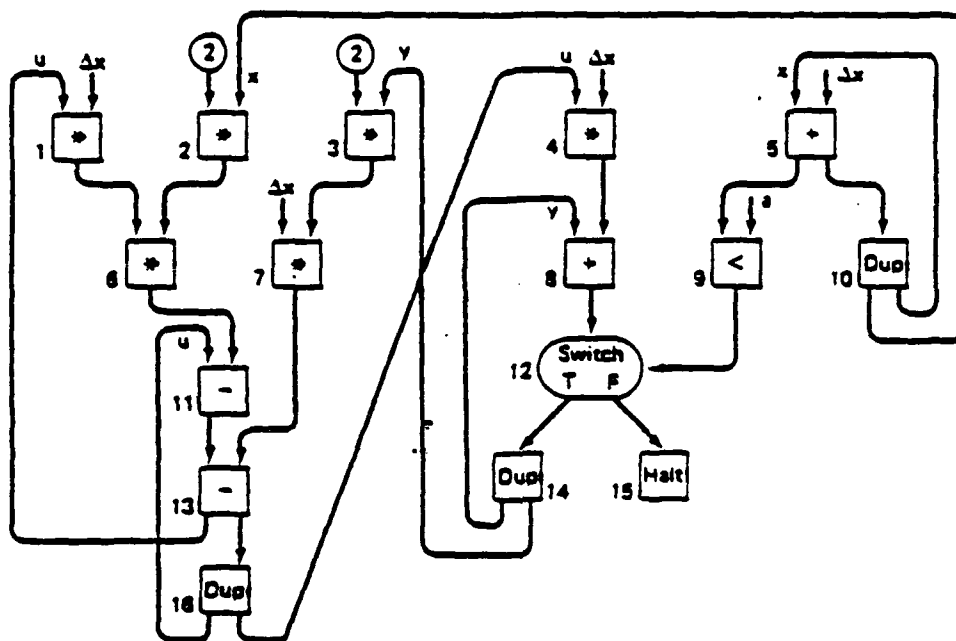 2 2
u Δx x y u Δx x Δx
1 * 2 * 3 * 4 * 5 +
Δx y a
6 * 7 * 8 + 9 < 10 Dup
u
12 Switch
T F
11 -
14 Dup 15 Halt
13 -
16 Dup